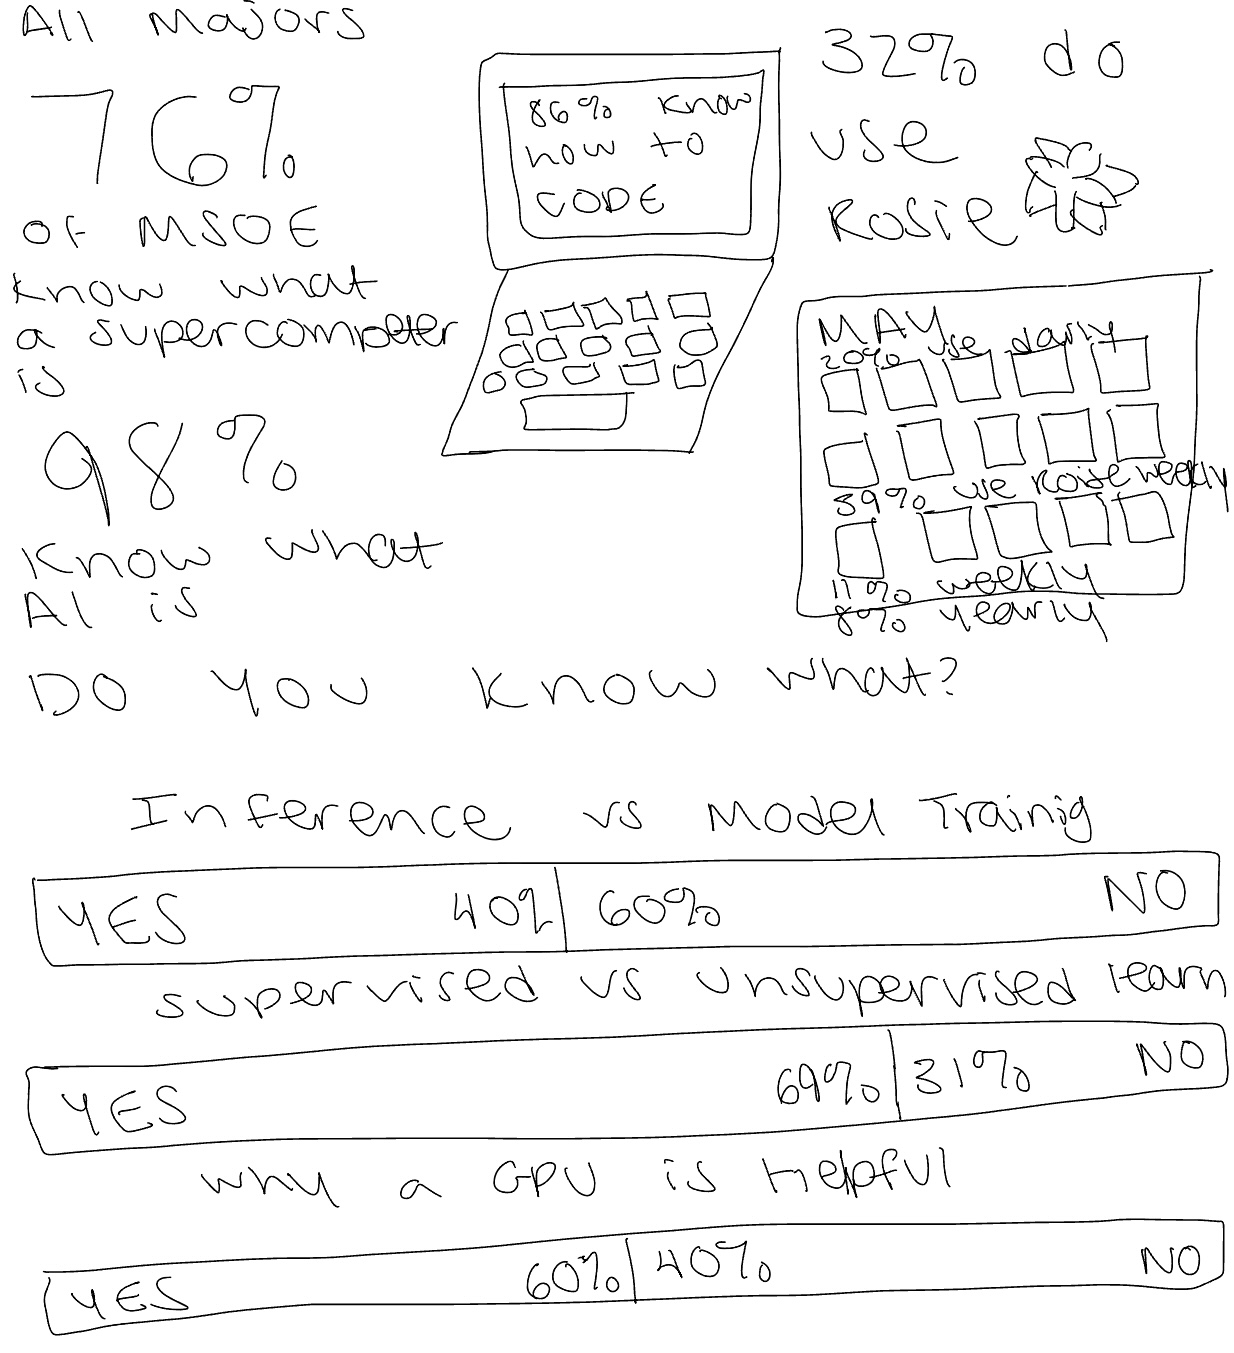 All Majors
76%
of MSOE
know what
a supercomputer
is
98%
know what
AI is
86% know
how to
CODE
32% do
use
Rosie
MAY
20% use daily
39% use Rosie weekly
11% weekly
8% yearly
DO YOU know what?
Inference vs Model Trainig
YES 40% 60% NO
supervised vs unsupervised learn
YES 69% 31% NO
why a GPU is Helpful
YES 60% 40% NO